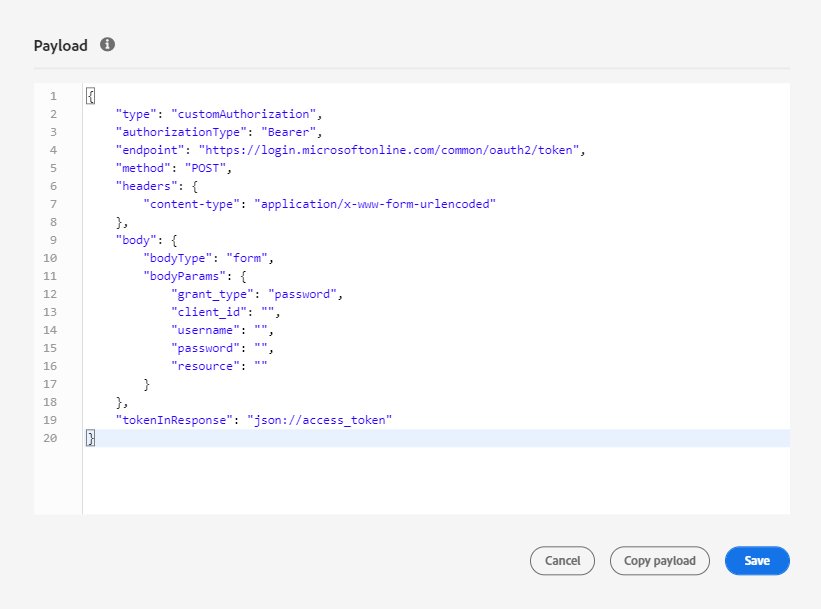 Payload
1 {
2     "type": "customAuthorization",
3     "authorizationType": "Bearer",
4     "endpoint": "https://login.microsoftonline.com/common/oauth2/token",
5     "method": "POST",
6     "headers": {
7         "content-type": "application/x-www-form-urlencoded"
8     },
9     "body": {
10         "bodyType": "form",
11         "bodyParams": {
12             "grant_type": "password",
13             "client_id": "",
14             "username": "",
15             "password": "",
16             "resource": ""
17         }
18     },
19     "tokenInResponse": "json://access_token"
20 }
Cancel Copy payload Save